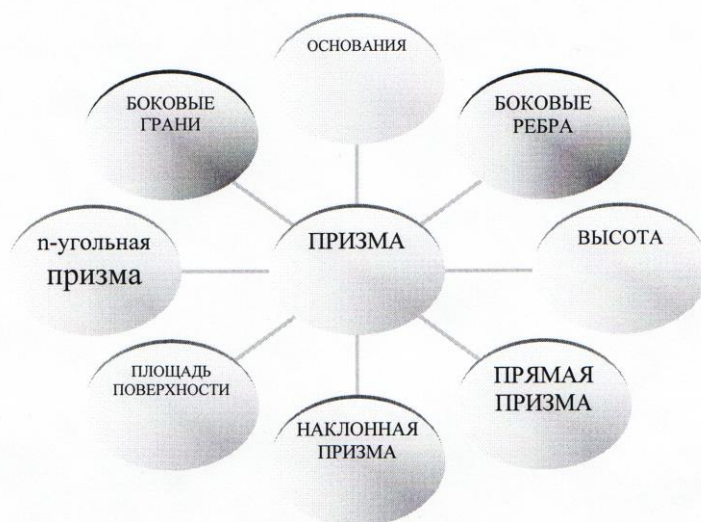 ОСНОВАНИЯ
БОКОВЫЕ
ГРАНИ
БОКОВЫЕ
РЕБРА
n-угольная
призма
ПРИЗМА
ВЫСОТА
ПЛОЩАДЬ
ПОВЕРХНОСТИ
НАКЛОННАЯ
ПРИЗМА
ПРЯМАЯ
ПРИЗМА